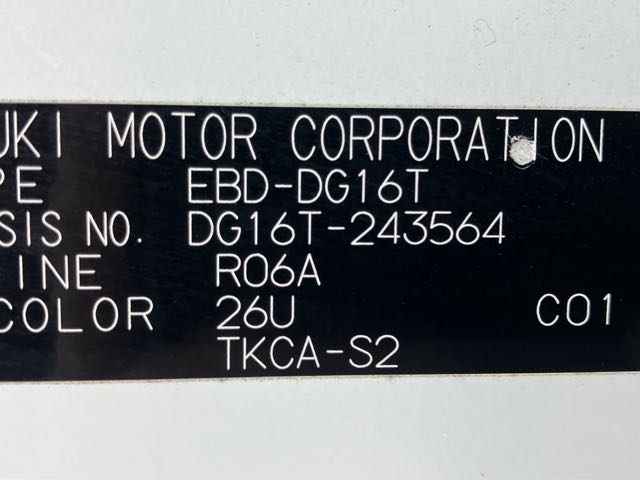 UKI MOTOR CORPORATION
PE EBD-DG16T
SIS NO. DG16T-243564
INE R06A
COLOR 26U C01
TKCA-S2